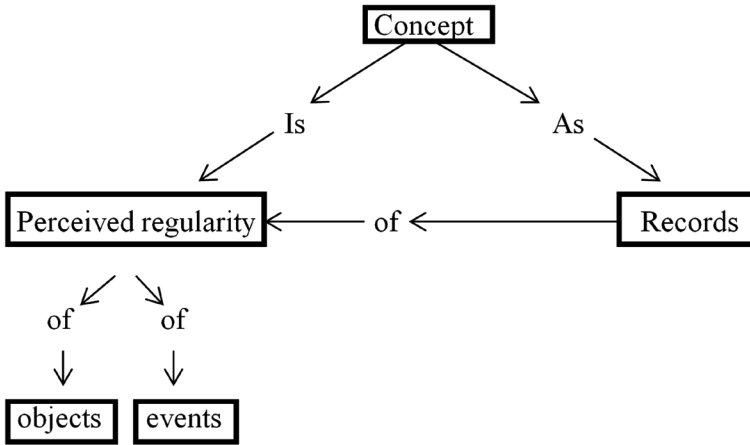 Concept
Is
As
Perceived regularity
of
Records
of
of
objects
events